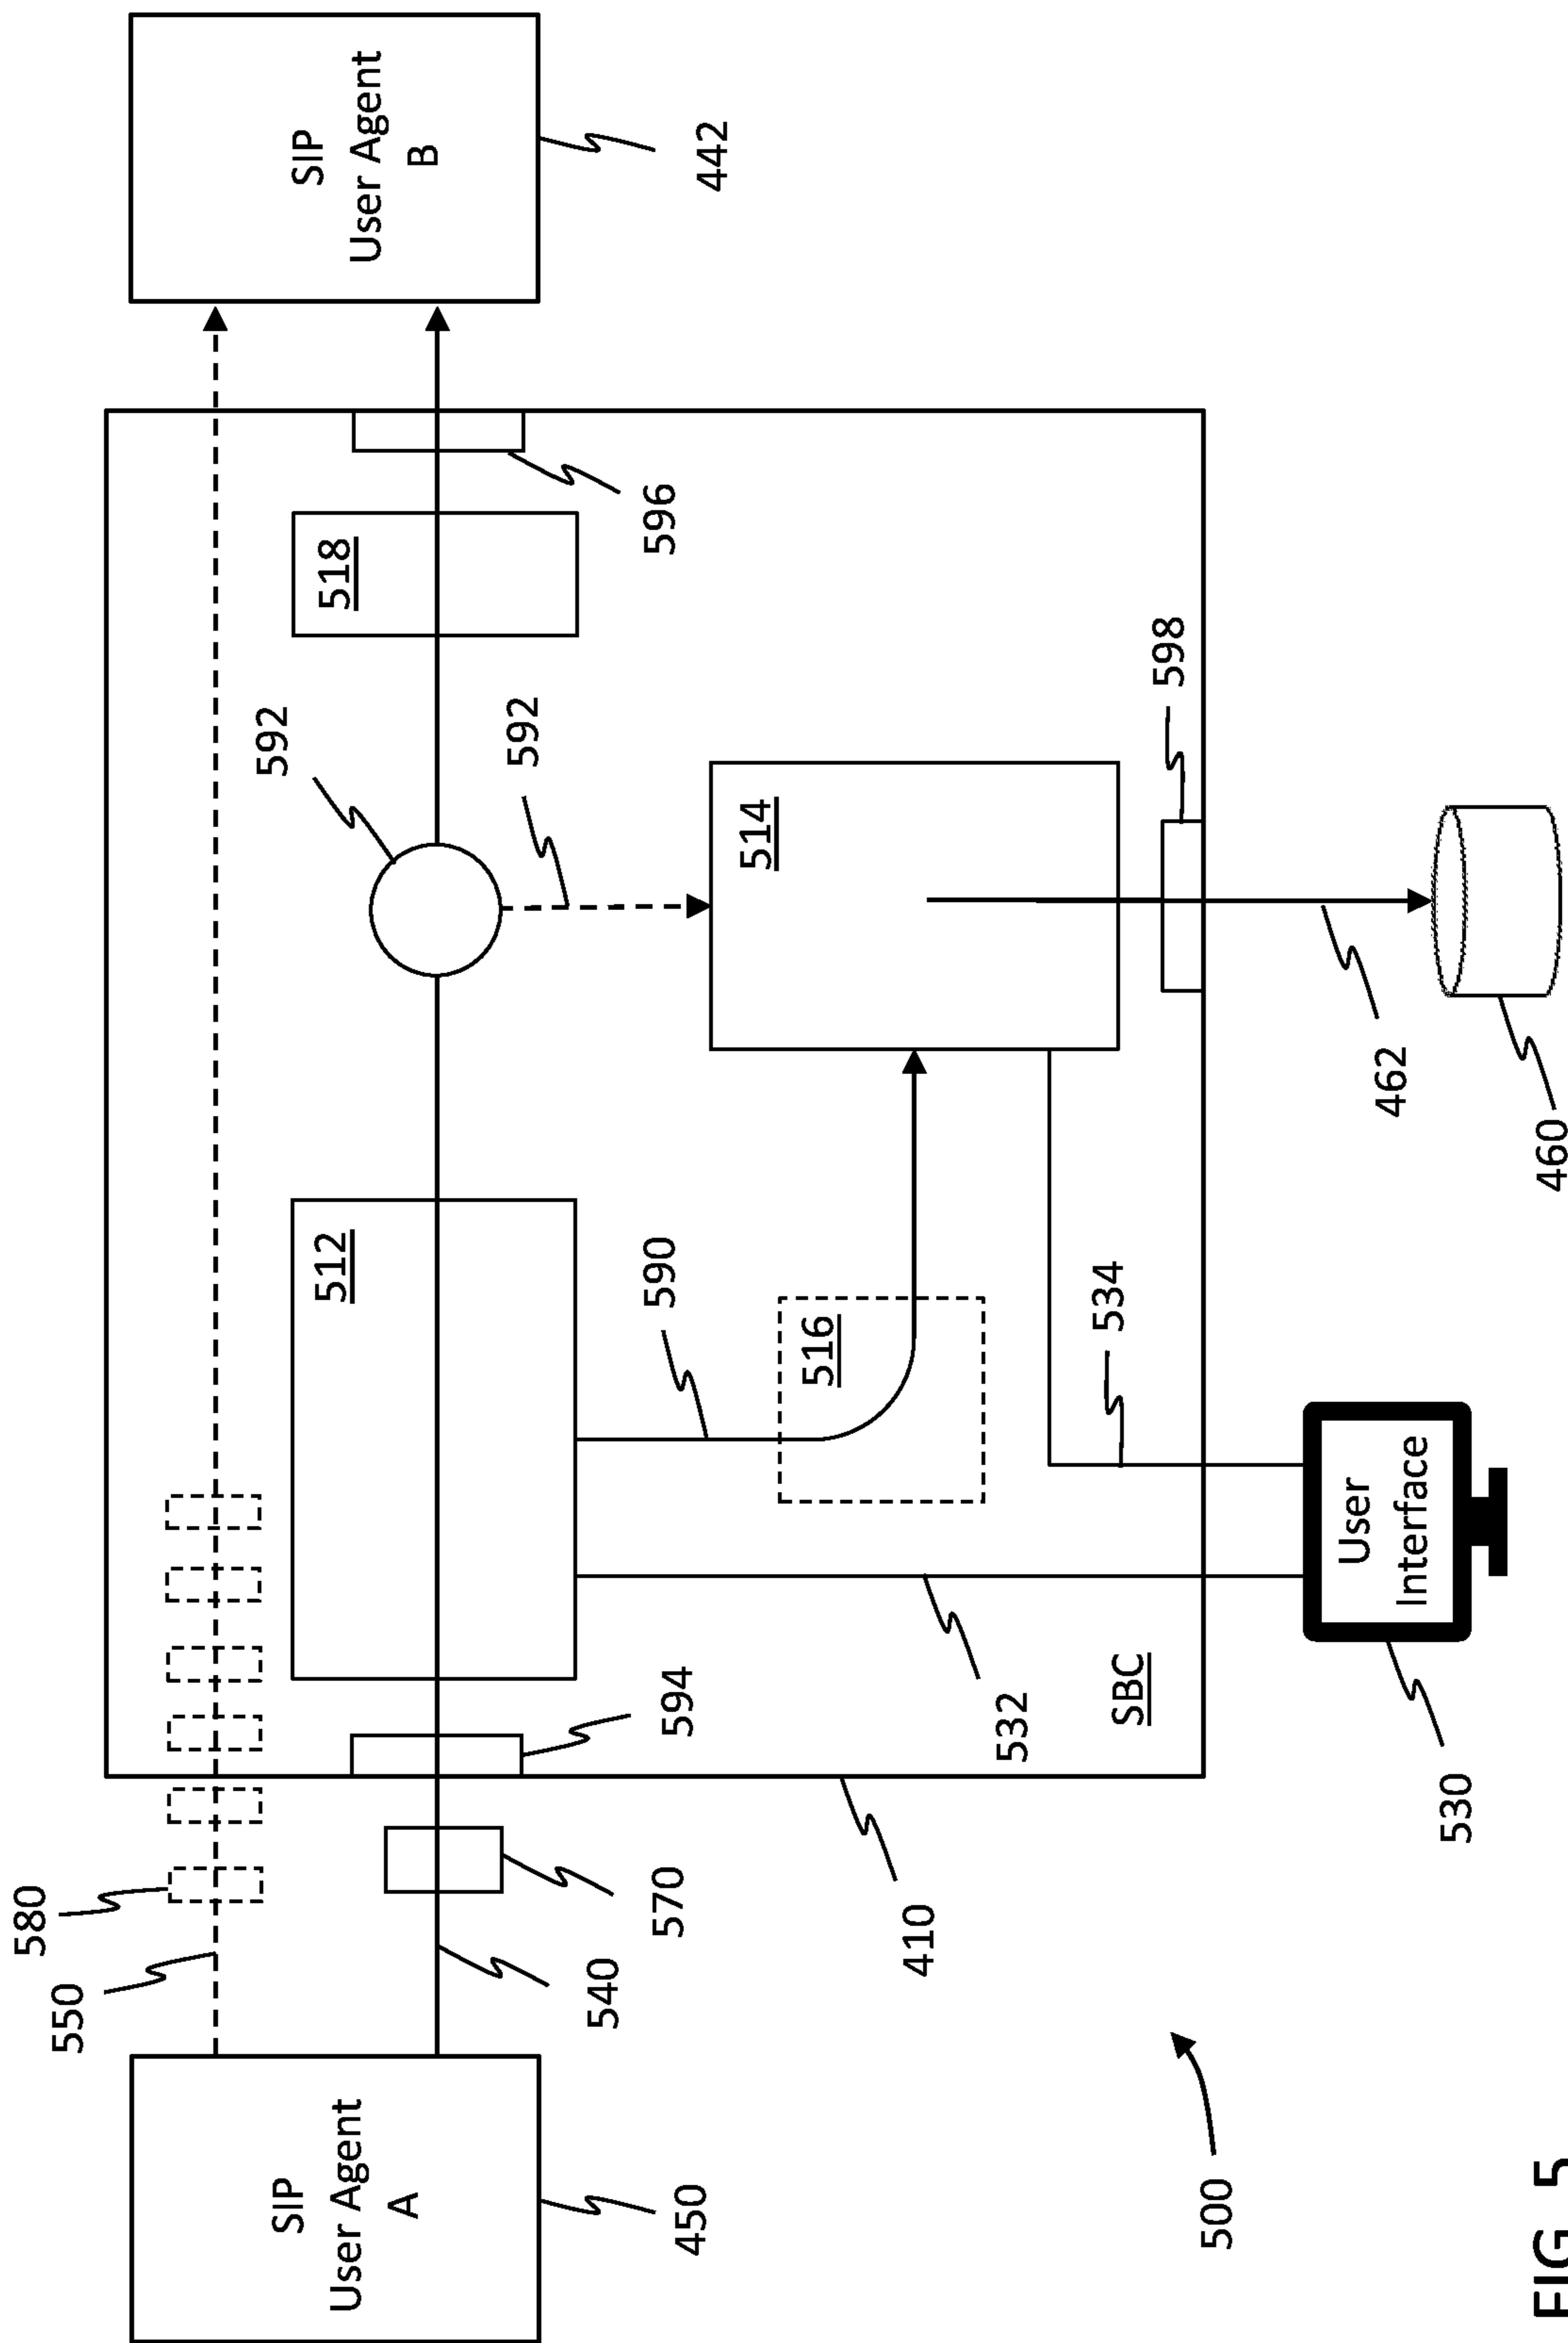 580
550
SIP
User Agent
A
450
540
570
594
410
512
592
592
518
596
SIP
User Agent
B
442
590
516
514
598
532
534
SBC
User
Interface
530
462
460
500
FIG. 5